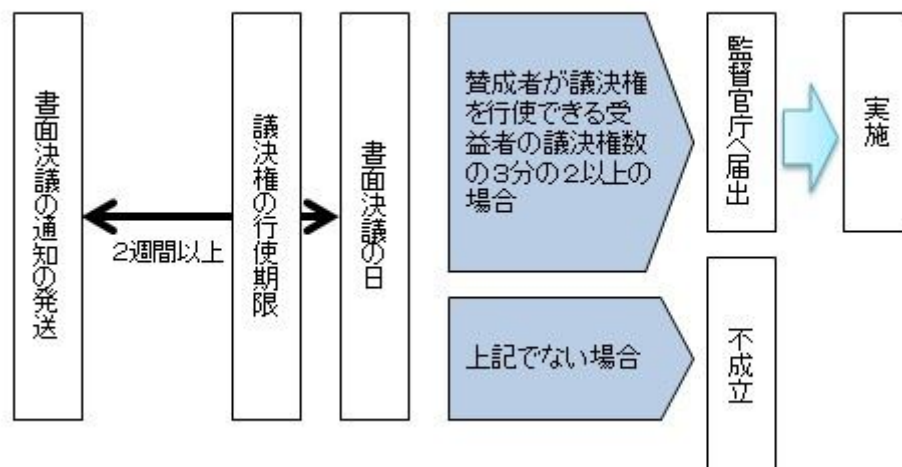 書面決議の通知の発送
2週間以上
議決権の行使期限
書面決議の日
賛成者が議決権
を行使できる受
益者の議決権数
の3分の2以上の
場合
監督官庁へ届出
実施
上記でない場合
不成立